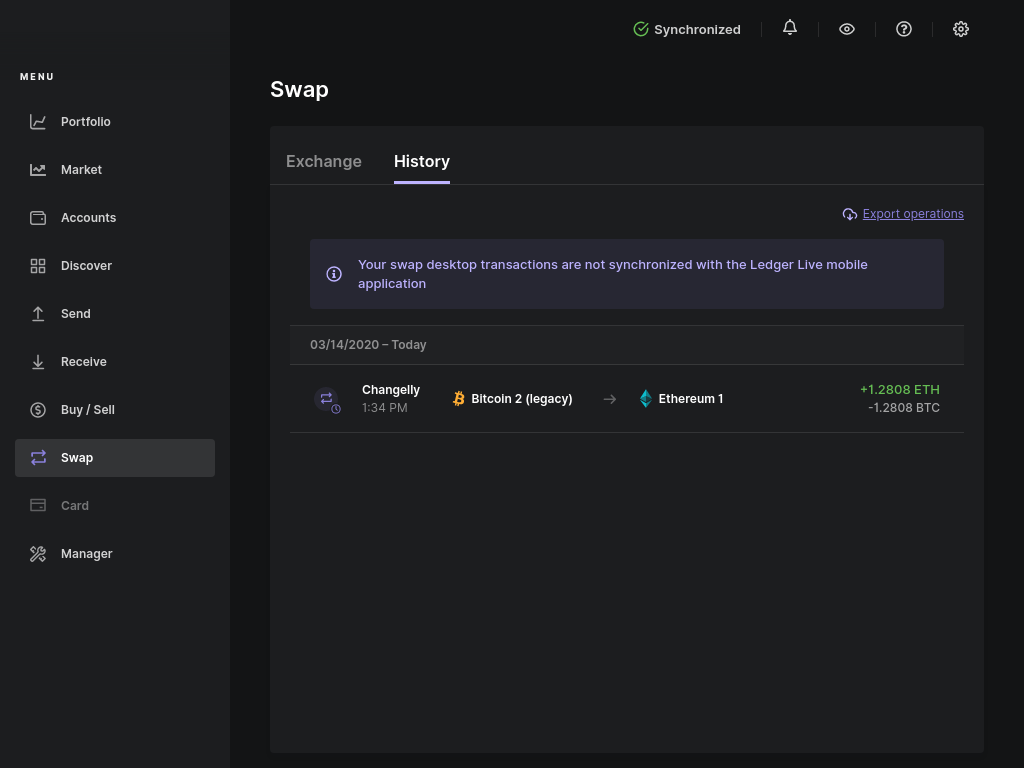 Synchronized
MENU
Portfolio
Market
Accounts
Discover
Send
Receive
Buy / Sell
Swap
Card
Manager
Swap
Exchange
History
Export operations
Your swap desktop transactions are not synchronized with the Ledger Live mobile
application
03/14/2020 – Today
Changelly
1:34 PM
Bitcoin 2 (legacy)
Ethereum 1
+1.2808 ETH
-1.2808 BTC